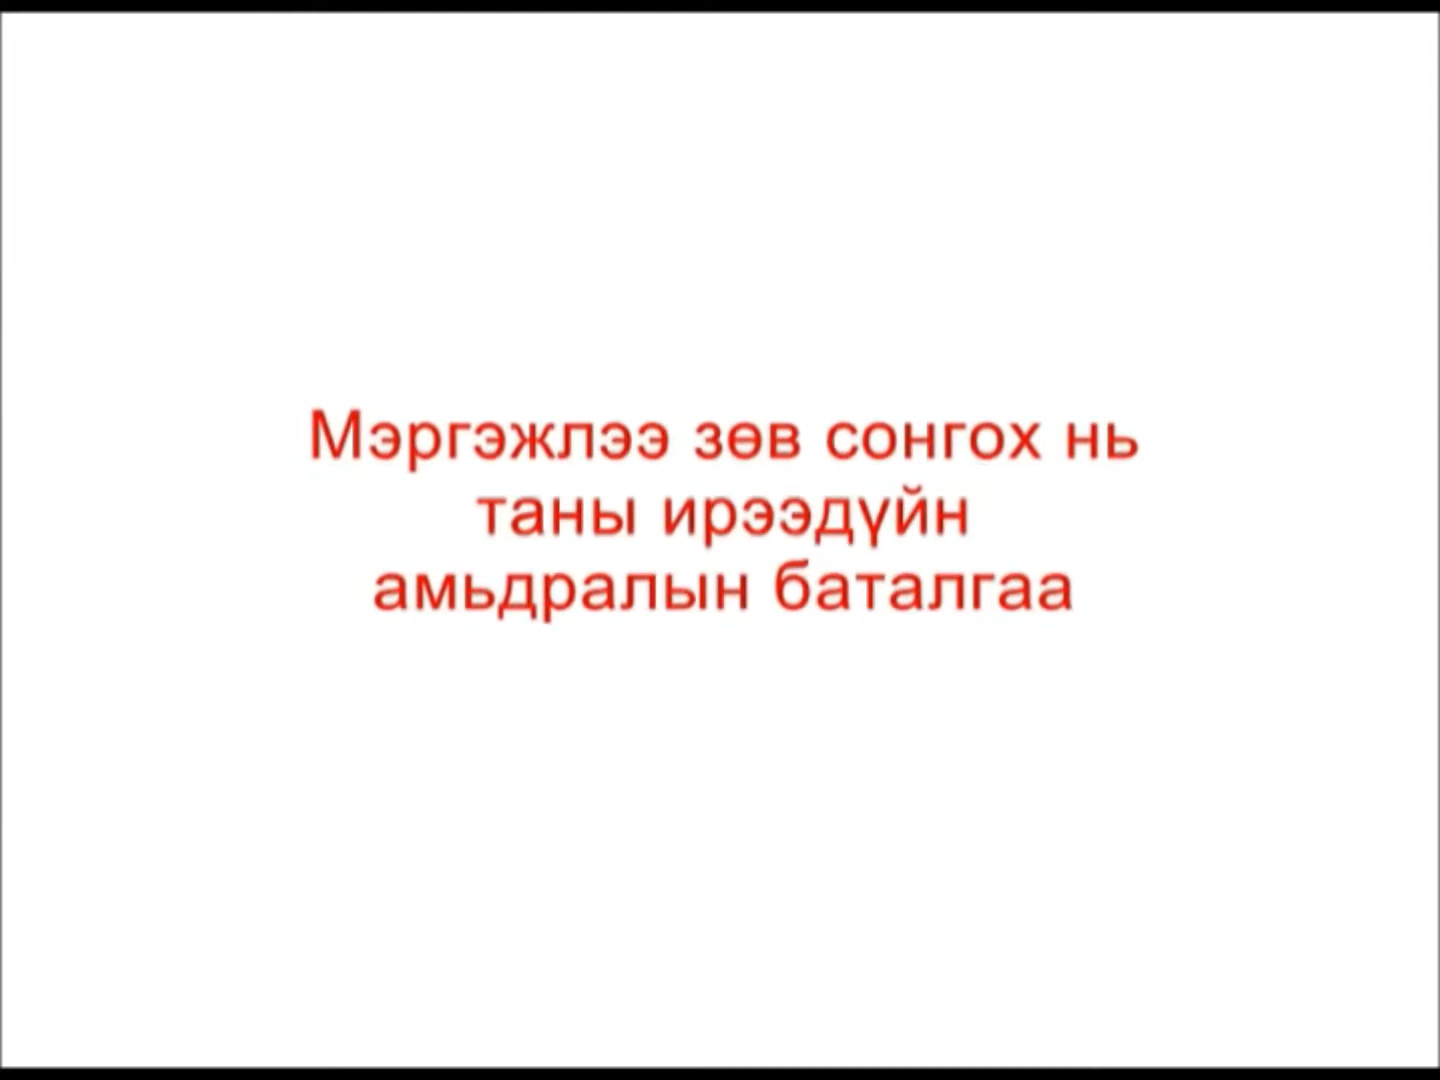 Мэргэжлээ зөв сонгох нь
таны ирээдүйн
амьдралын баталгаа